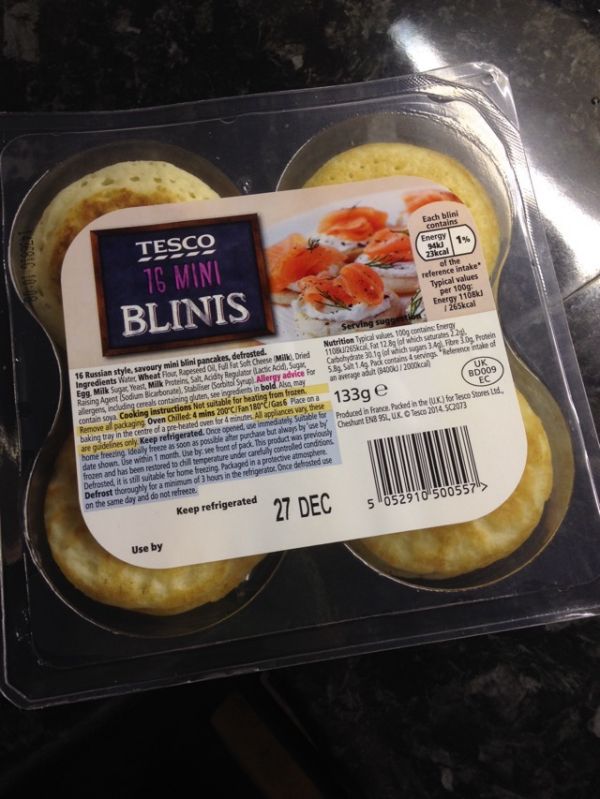 TESCO
16 MINI
BLINIS
Serving suggestion
Each blini
contains
Energy
94kJ
23kcal
1%
of the
reference intake*
Typical values
per 100g:
Energy 1108kJ
/ 265kcal
16 Russian style, savoury mini blini pancakes, defrosted.
Ingredients Water, Wheat Flour, Rapeseed Oil, Full Fat Soft Cheese (Milk), Dried
Egg, Milk Sugar, Yeast, Milk Proteins, Salt, Acidity Regulator (Lactic Acid), Sugar,
Raising Agent (Sodium Bicarbonate), Stabiliser (Sorbitol Syrup). Allergy advice For
allergens, including cereals containing gluten, see ingredients in bold. Also, may
contain soya. Cooking instructions Not suitable for heating from frozen.
Remove all packaging. Oven Chilled: 4 mins 200°C/Fan 180°C/Gas6 Place on a
baking tray in the centre of a pre-heated oven for 4 minutes. All appliances vary, these
are guidelines only. Keep refrigerated. Once opened, use immediately. Suitable for
home freezing. Ideally freeze as soon as possible after purchase but always by 'use by'
date shown. Use within 1 month. Use by: see front of pack. This product was previously
frozen and has been restored to chill temperature under carefully controlled conditions.
Defrosted, it is still suitable for home freezing. Packaged in a protective atmosphere.
Defrost thoroughly for a minimum of 3 hours in the refrigerator. Once defrosted use
on the same day and do not refreeze.
Nutrition Typical values, 100g contains: Energy
1108kJ/265kcal, Fat 12.8g (of which saturates 2.2g),
Carbohydrate 30.1g (of which sugars 3.4g), Fibre 3.0g, Protein
5.8g, Salt 1.4g. Pack contains 4 servings. *Reference intake of
an average adult (8400kJ / 2000kcal)
133g e
Produced in France. Packed in the (U.K.) for Tesco Stores Ltd.,
Cheshunt EN8 9SL, U.K. © Tesco 2014. SC2073
UK
BD009
EC
5 052910 500557 >
Keep refrigerated
27 DEC
Use by